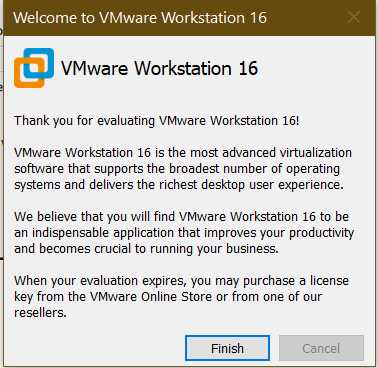 Welcome to VMware Workstation 16
VMware Workstation 16
Thank you for evaluating VMware Workstation 16!
VMware Workstation 16 is the most advanced virtualization
software that supports the broadest number of operating
systems and delivers the richest desktop user experience.
We believe that you will find VMware Workstation 16 to be
an indispensable application that improves your productivity
and becomes crucial to running your business.
When your evaluation expires, you may purchase a license
key from the VMware Online Store or from one of our
resellers.
Finish
Cancel